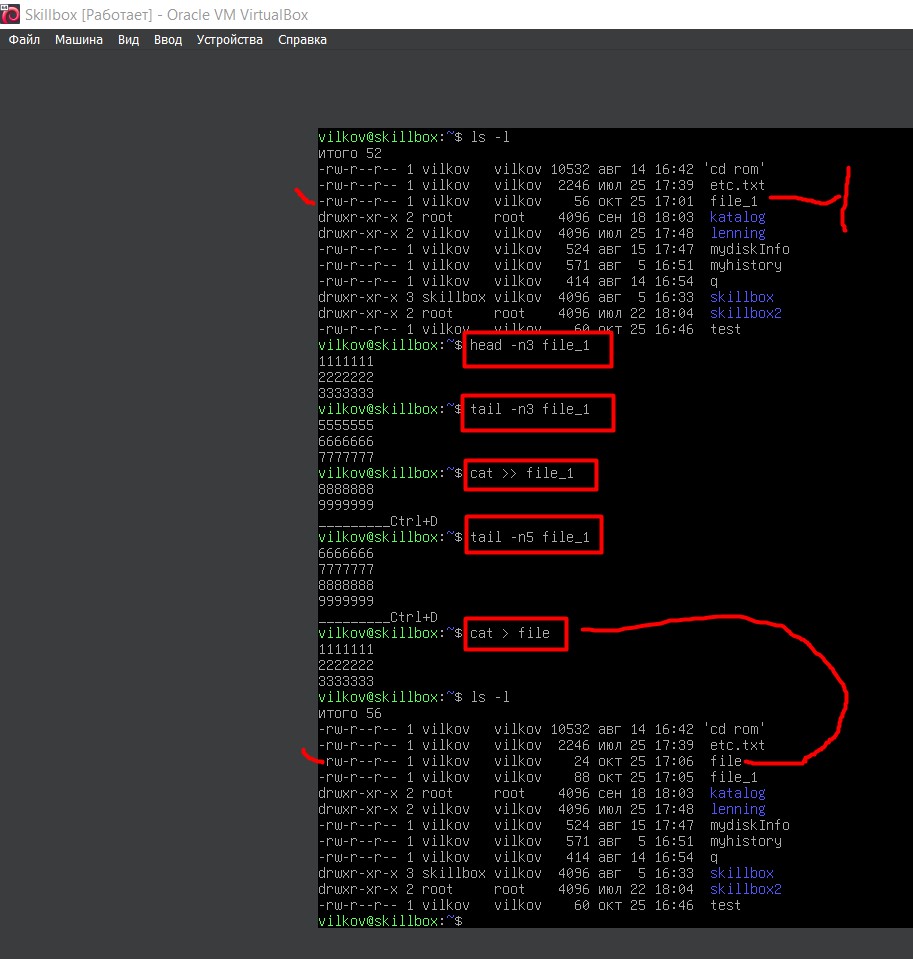 Skillbox [Работает] - Oracle VM VirtualBox
Файл Машина Вид Ввод Устройства Справка
vilkov@skillbox:~$ ls -l
итого 52
-rw-r--r-- 1 vilkov   vilkov 10532 авг 14 16:42 'cd rom'
-rw-r--r-- 1 vilkov   vilkov  2246 июл 25 17:39 etc.txt
-rw-r--r-- 1 vilkov   vilkov    56 окт 25 17:01 file_1
drwxr-xr-x 2 root     root    4096 сен 18 18:03 katalog
drwxr-xr-x 2 vilkov   vilkov  4096 июл 25 17:48 lenning
-rw-r--r-- 1 vilkov   vilkov   524 авг 15 17:47 mydiskInfo
-rw-r--r-- 1 vilkov   vilkov   571 авг  5 16:51 myhistory
-rw-r--r-- 1 vilkov   vilkov   414 авг 14 16:54 q
drwxr-xr-x 3 skillbox vilkov  4096 авг  5 16:33 skillbox
drwxr-xr-x 2 root     root    4096 июл 22 18:04 skillbox2
-rw-r--r-- 1 vilkov   vilkov    60 окт 25 16:46 test
vilkov@skillbox:~$ head -n3 file_1
1111111
2222222
3333333
vilkov@skillbox:~$ tail -n3 file_1
5555555
6666666
7777777
vilkov@skillbox:~$ cat >> file_1
8888888
9999999
_________Ctrl+D
vilkov@skillbox:~$ tail -n5 file_1
6666666
7777777
8888888
9999999
_________Ctrl+D
vilkov@skillbox:~$ cat > file
1111111
2222222
3333333
vilkov@skillbox:~$ ls -l
итого 56
-rw-r--r-- 1 vilkov   vilkov 10532 авг 14 16:42 'cd rom'
-rw-r--r-- 1 vilkov   vilkov  2246 июл 25 17:39 etc.txt
-rw-r--r-- 1 vilkov   vilkov    24 окт 25 17:06 file
-rw-r--r-- 1 vilkov   vilkov    88 окт 25 17:05 file_1
drwxr-xr-x 2 root     root    4096 сен 18 18:03 katalog
drwxr-xr-x 2 vilkov   vilkov  4096 июл 25 17:48 lenning
-rw-r--r-- 1 vilkov   vilkov   524 авг 15 17:47 mydiskInfo
-rw-r--r-- 1 vilkov   vilkov   571 авг  5 16:51 myhistory
-rw-r--r-- 1 vilkov   vilkov   414 авг 14 16:54 q
drwxr-xr-x 3 skillbox vilkov  4096 авг  5 16:33 skillbox
drwxr-xr-x 2 root     root    4096 июл 22 18:04 skillbox2
-rw-r--r-- 1 vilkov   vilkov    60 окт 25 16:46 test
vilkov@skillbox:~$